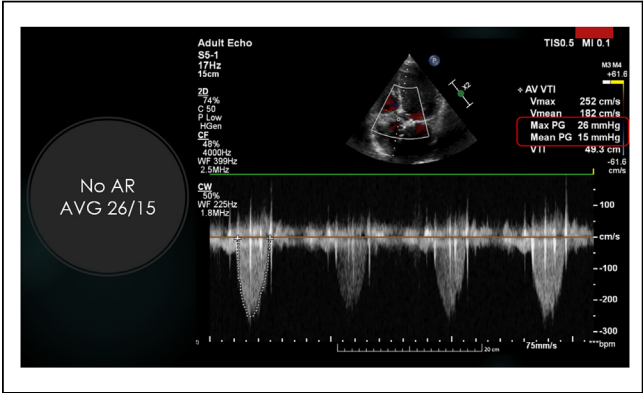 No AR
AVG 26/15
Adult Echo
S5-1
17Hz
15cm
2D
74%
C 50
P Low
HGen
CF
48%
4000Hz
WF 399Hz
2.5MHz
CW
50%
WF 225Hz
1.8MHz
P
x2
TIS0.5 MI 0.1
M3 M4
+61.6
AV VTI
Vmax 252 cm/s
Vmean 182 cm/s
Max PG 26 mmHg
Mean PG 15 mmHg
VTI 49.3 cm
-61.6
cm/s
-100
-cm/s
--100
--200
--300
20 cm
75mm/s
***bpm